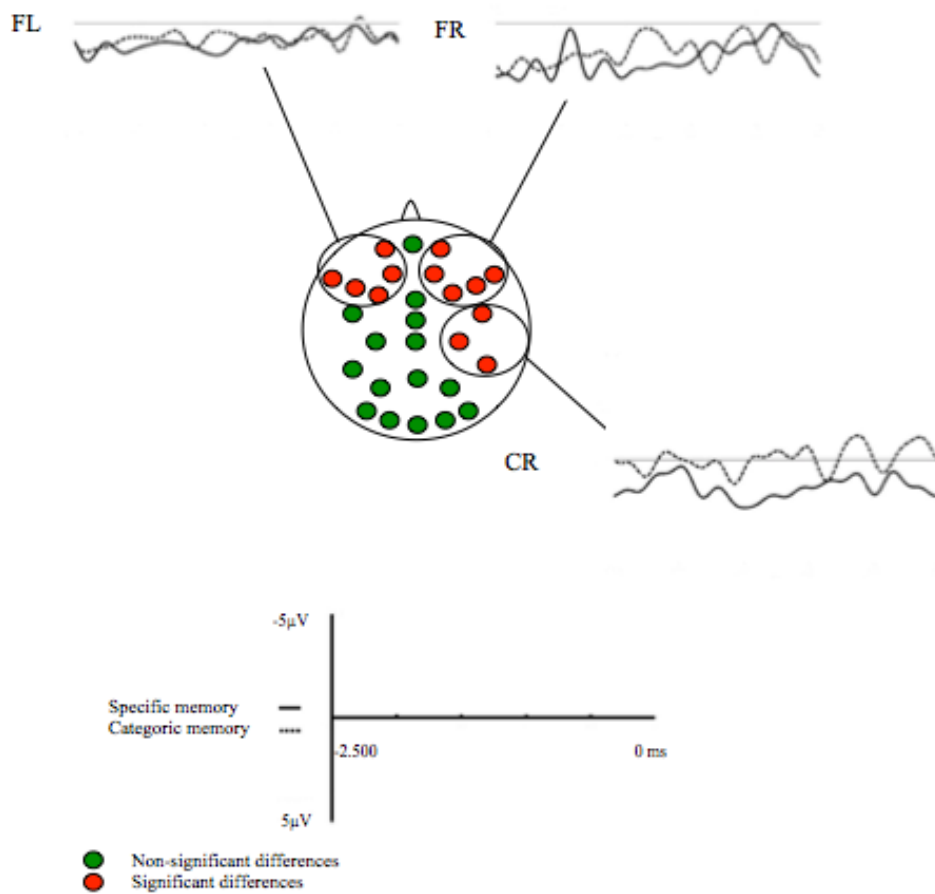 FL
FR
CR
-5µV
Specific memory
Categoric memory
-2.500
0 ms
5µV
Non-significant differences
Significant differences